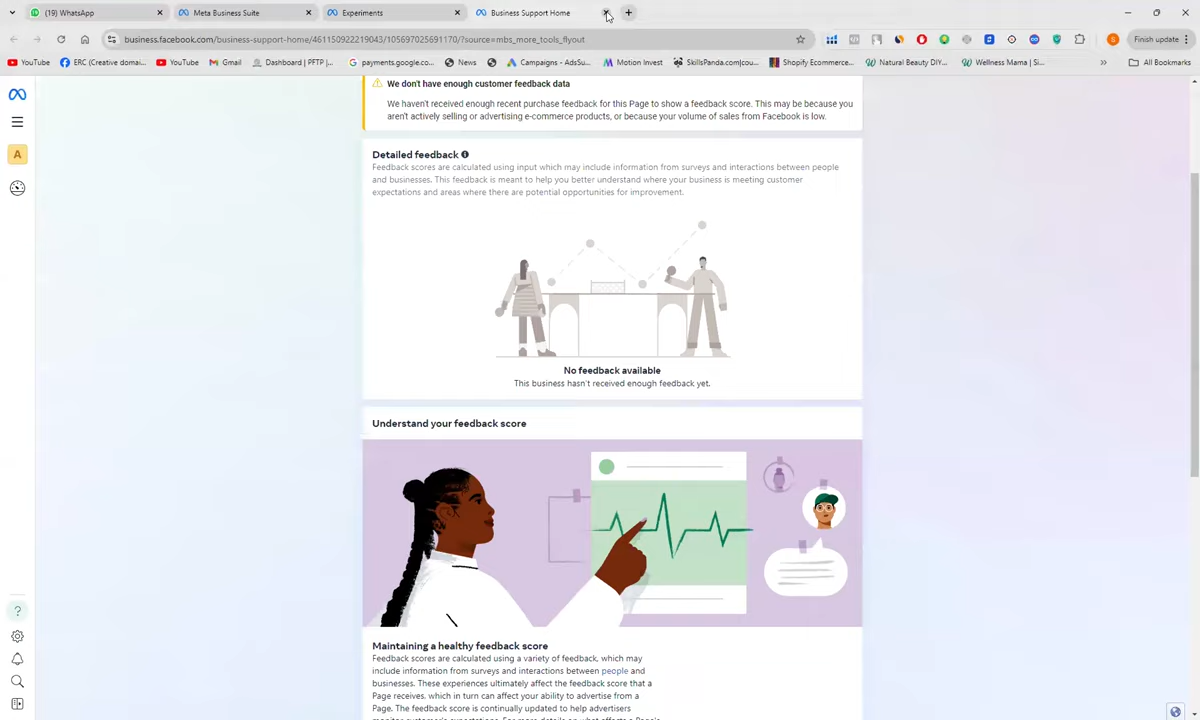 (19) WhatsApp
Meta Business Suite
Experiments
Business Support Home
business.facebook.com/business-support-home/461150922219043/105697025691170/?source=mbs_more_tools_flyout
Finish update
YouTube
ERC (Creative domai...
YouTube
Gmail
Dashboard | PFTP |...
payments.google.co...
News
Campaigns - AdsSu...
Motion Invest
SkillsPanda.com|cou...
Shopify Ecommerce...
Natural Beauty DIY...
Wellness Mama | Si...
All Bookmarks
A
We don't have enough customer feedback data
We haven't received enough recent purchase feedback for this Page to show a feedback score. This may be because you
aren't actively selling or advertising e-commerce products, or because your volume of sales from Facebook is low.
Detailed feedback
Feedback scores are calculated using input which may include information from surveys and interactions between people
and businesses. This feedback is meant to help you better understand where your business is meeting customer
expectations and areas where there are potential opportunities for improvement.
No feedback available
This business hasn't received enough feedback yet.
Understand your feedback score
Maintaining a healthy feedback score
Feedback scores are calculated using a variety of feedback, which may
include information from surveys and interactions between people and
businesses. These experiences ultimately affect the feedback score that a
Page receives, which in turn can affect your ability to advertise from a
Page. The feedback score is continually updated to help advertisers